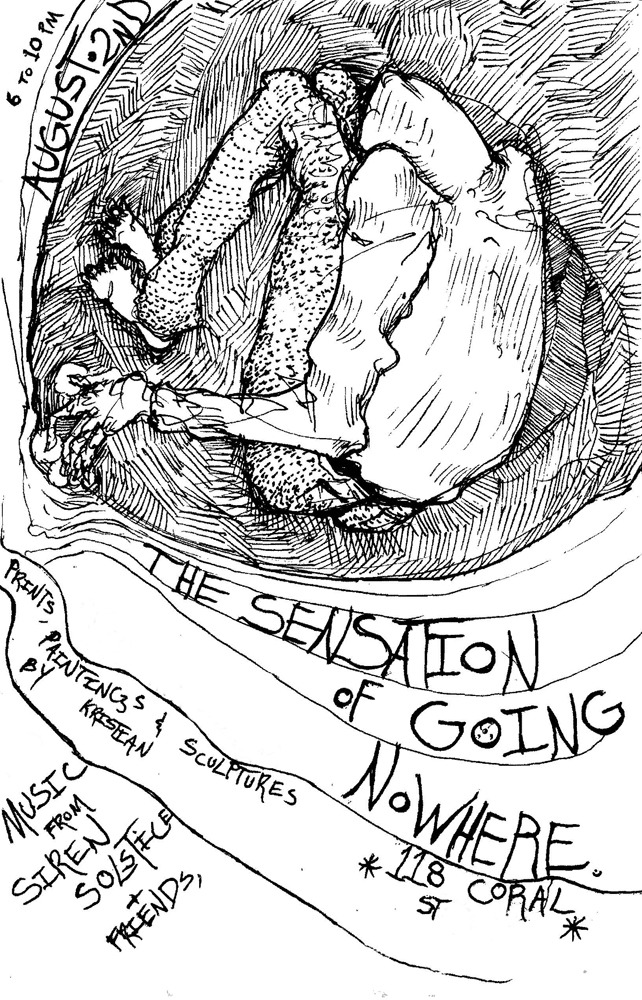 6 TO 10 PM
AUGUST • 2ND
THE SENSATION
OF GOING
NOWHERE.
* 118 CORAL
ST *
PRINTS -
PAINTINGS & SCULPTURES
BY KRISTIAN
MUSIC
FROM
SIREN
SOLSTICE
+
FRIENDS,